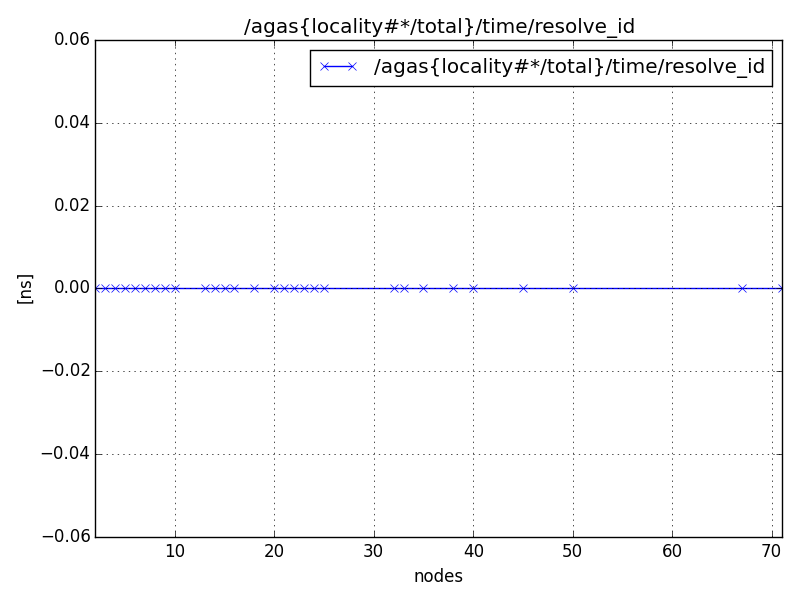 /agas{locality#*/total}/time/resolve_id
/agas{locality#*/total}/time/resolve_id
0.06
0.04
0.02
0.00
−0.02
−0.04
−0.06
[ns]
10 20 30 40 50 60 70
nodes